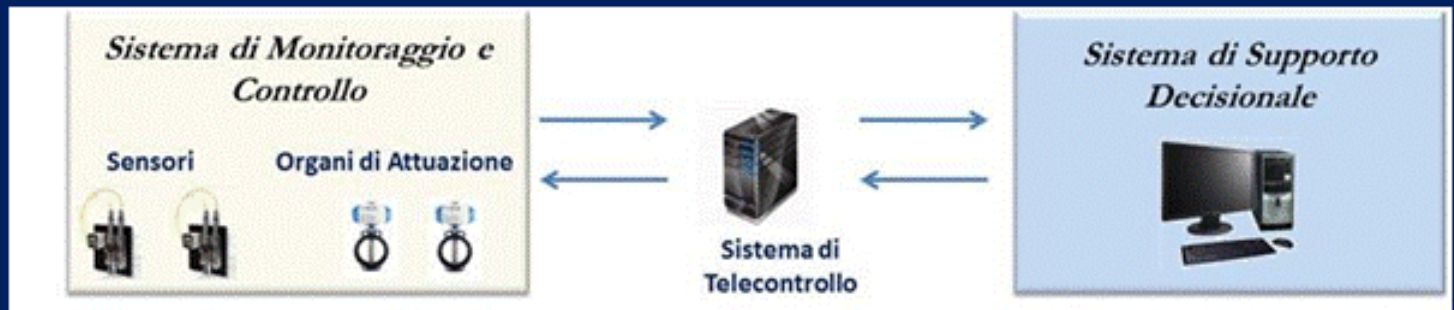 Sistema di Monitoraggio e
Controllo
Sensori
Organi di Attuazione
Sistema di
Telecontrollo
Sistema di Supporto
Decisionale